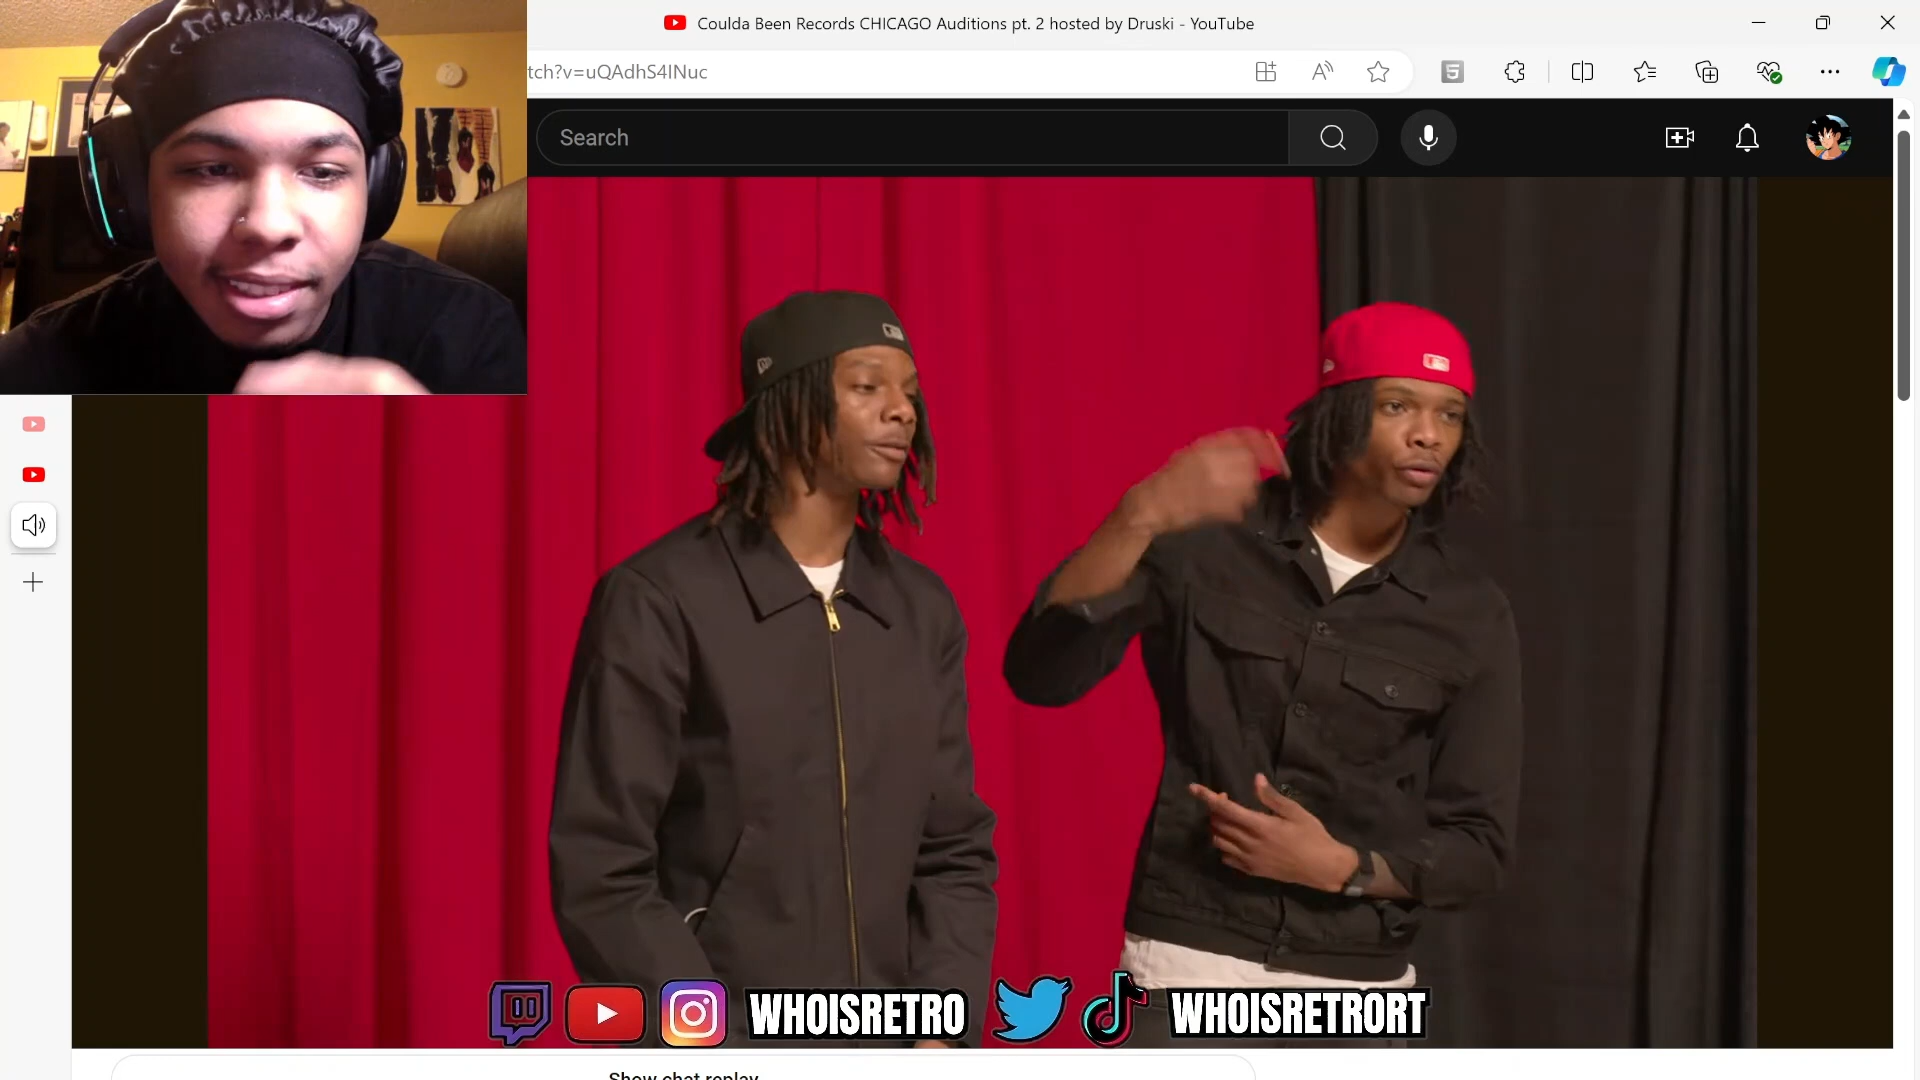 Coulda Been Records CHICAGO Auditions pt. 2 hosted by Druski - YouTube
tch?v=uQAdhS4INuc
Search
WHOISRETRO
WHOISRETRORT
Show chat replay